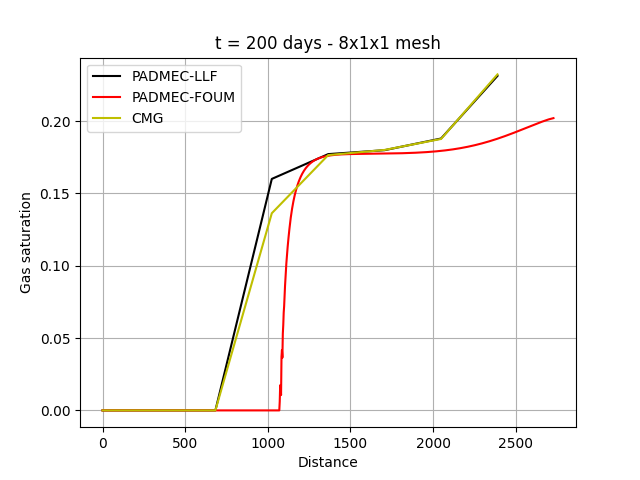 t = 200 days - 8x1x1 mesh
PADMEC-LLF
PADMEC-FOUM
CMG
Gas saturation
0.20
0.15
0.10
0.05
0.00
0 500 1000 1500 2000 2500
Distance